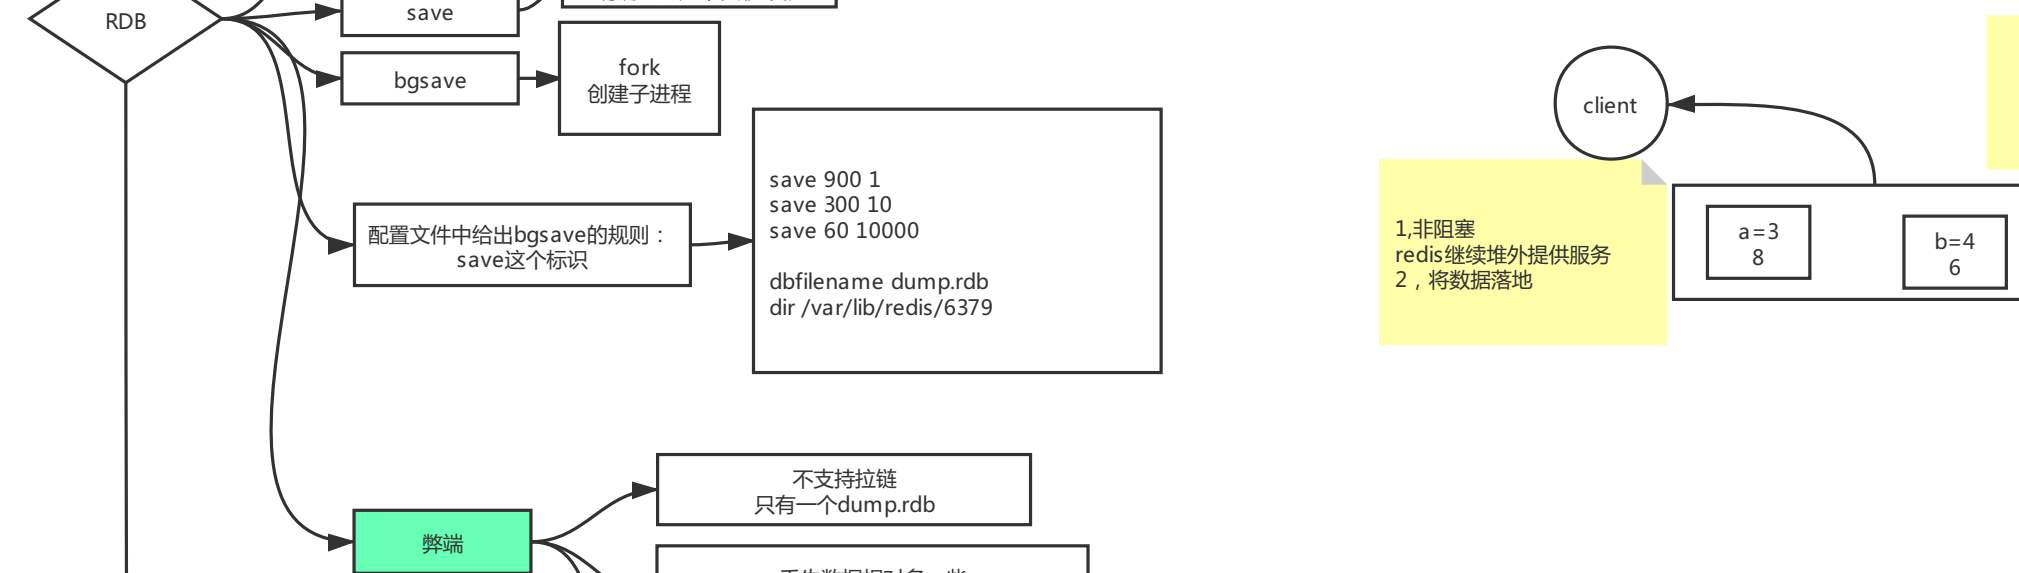 RDB
save
bgsave
fork
创建子进程
配置文件中给出bgsave的规则：
save这个标识
save 900 1
save 300 10
save 60 10000
dbfilename dump.rdb
dir /var/lib/redis/6379
弊端
不支持拉链
只有一个dump.rdb
client
1,非阻塞
redis继续堆外提供服务
2，将数据落地
a=3
8
b=4
6